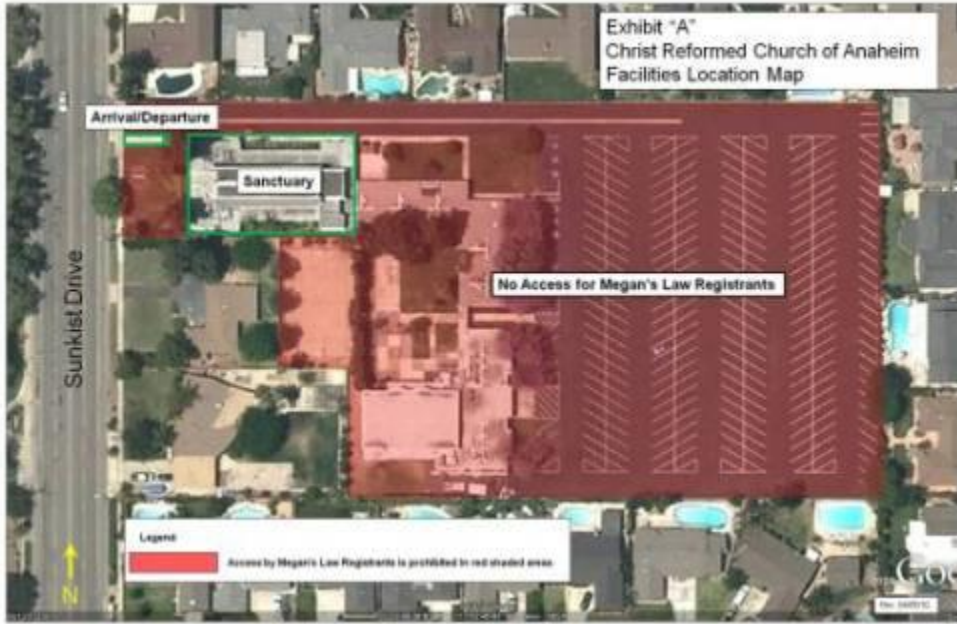 Exhibit "A"
Christ Reformed Church of Anaheim
Facilities Location Map
Arrival/Departure
Sanctuary
No Access for Megan's Law Registrants
Sunkist Drive
N
Legend
Access by Megan's Law Registrants is prohibited in red shaded areas
Goo